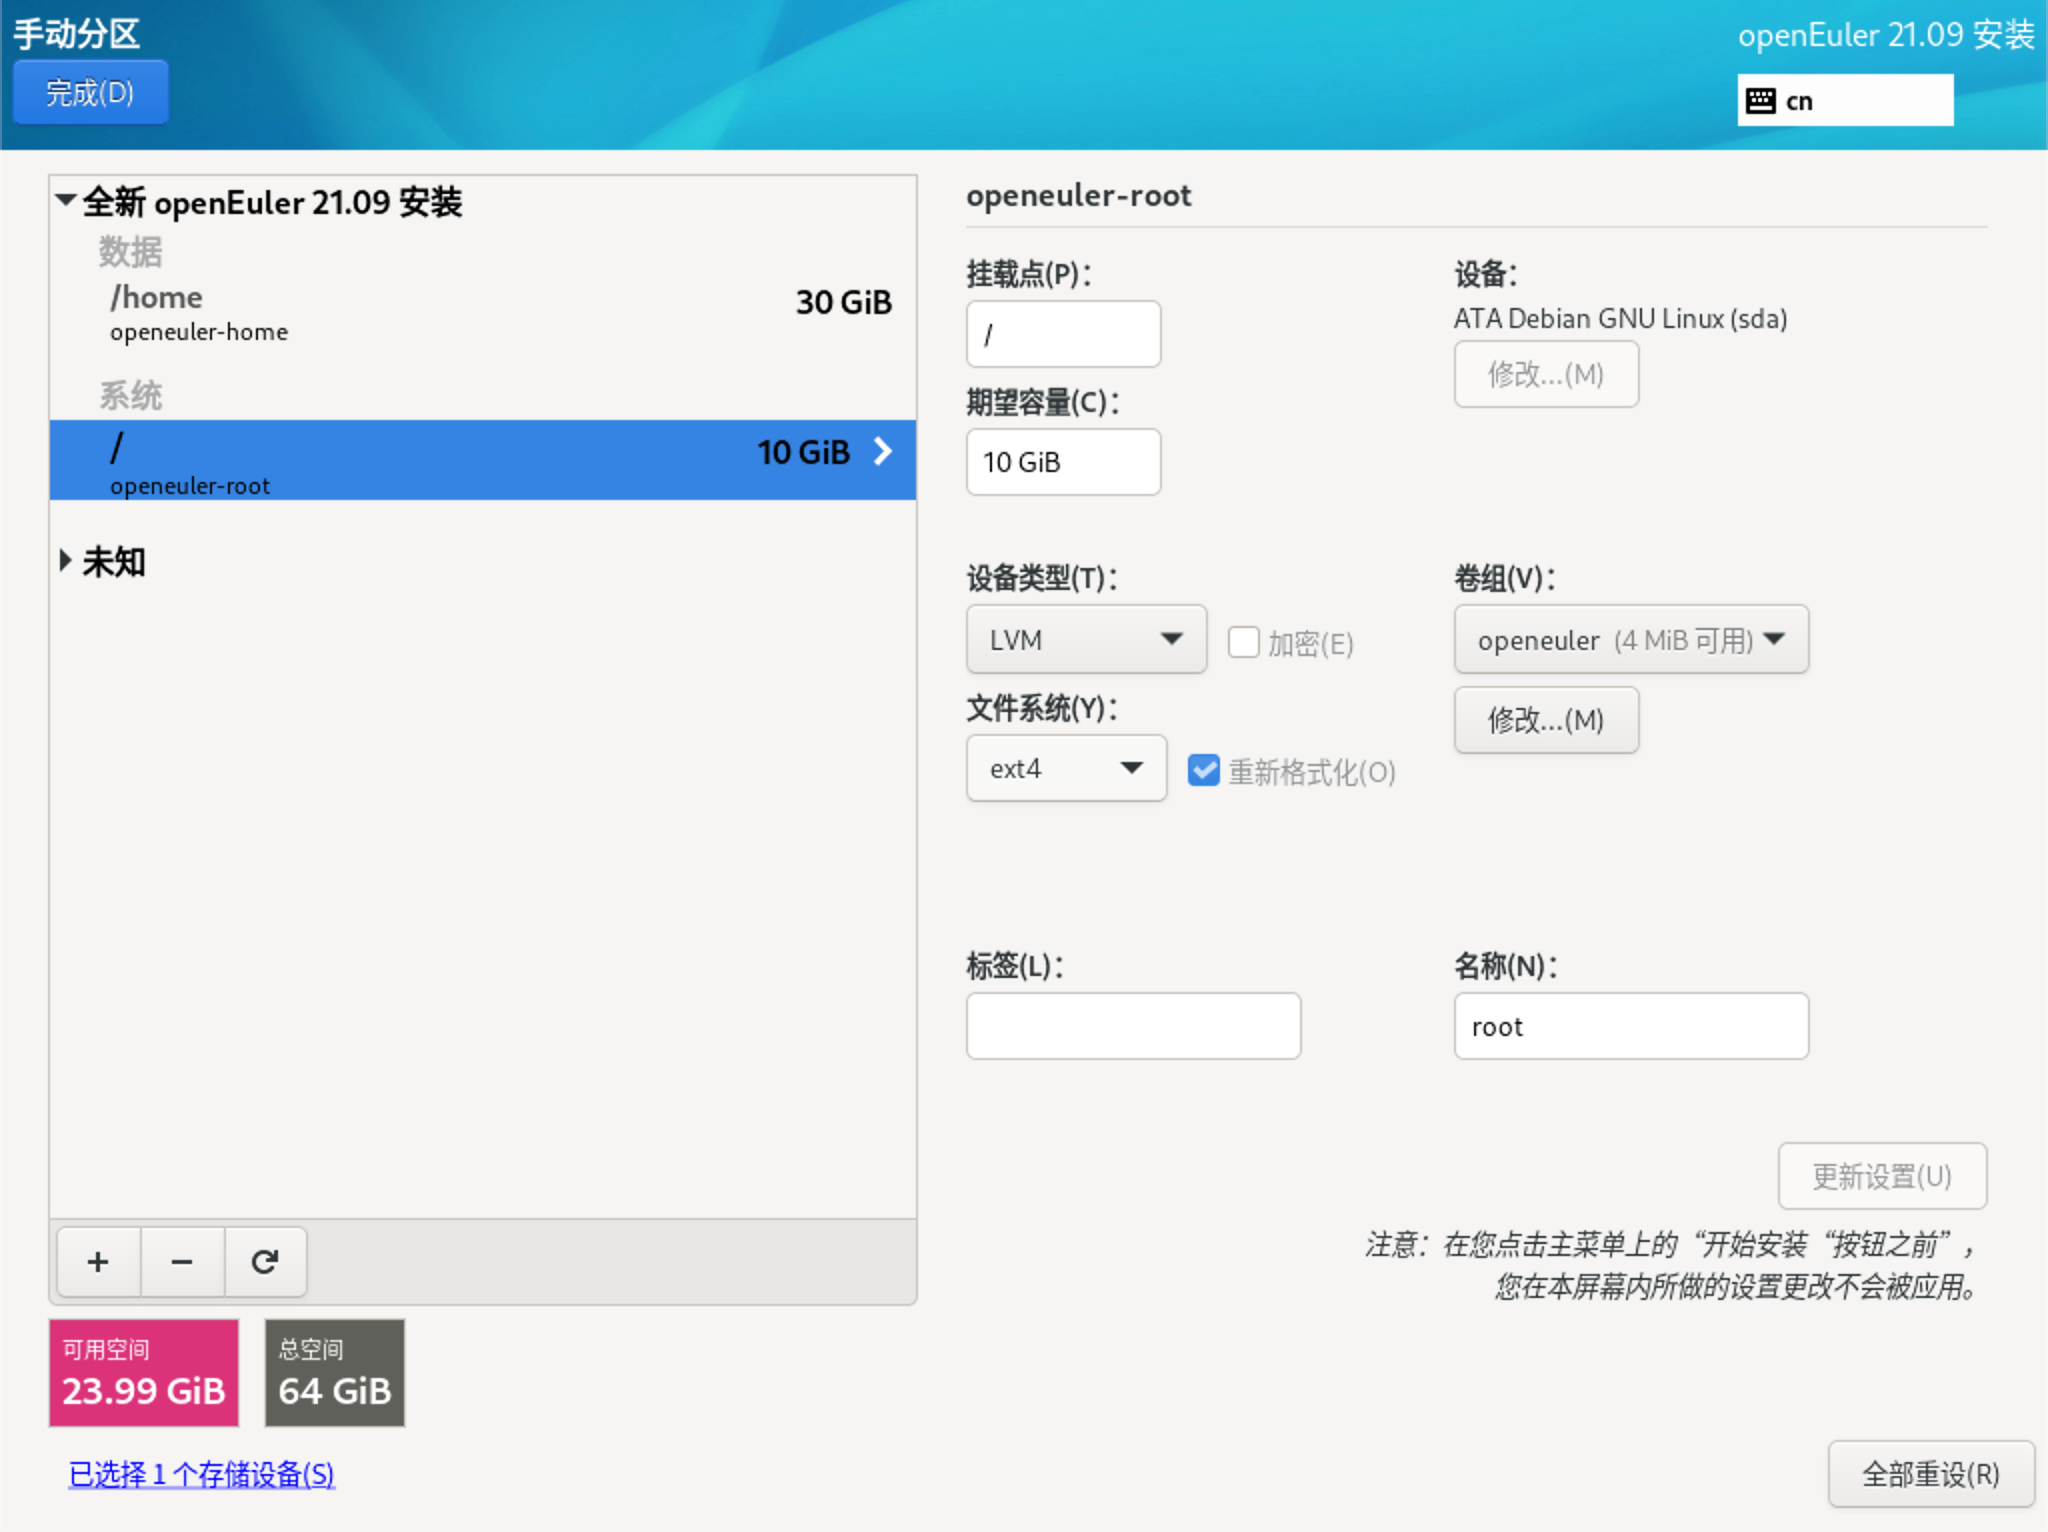 手动分区
openEuler 21.09 安装
完成(D)
cn
全新 openEuler 21.09 安装
数据
/home
30 GiB
openeuler-home
系统
/
10 GiB
openeuler-root
未知
openeuler-root
挂载点(P)：
设备：
/
ATA Debian GNU Linux (sda)
修改...(M)
期望容量(C)：
10 GiB
设备类型(T)：
卷组(V)：
LVM
加密(E)
openeuler (4 MiB 可用)
修改...(M)
文件系统(Y)：
ext4
重新格式化(O)
标签(L)：
名称(N)：
root
更新设置(U)
注意：在您点击主菜单上的“开始安装“按钮之前”，
您在本屏幕内所做的设置更改不会被应用。
+
−
可用空间
23.99 GiB
总空间
64 GiB
已选择 1 个存储设备(S)
全部重设(R)